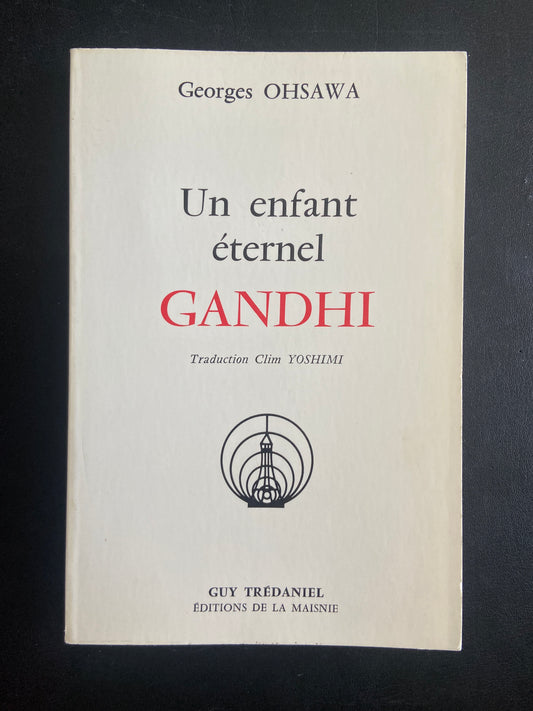 Georges OHSAWA
Un enfant
éternel
GANDHI
Traduction Clim YOSHIMI
GUY TRÉDANIEL
ÉDITIONS DE LA MAISNIE